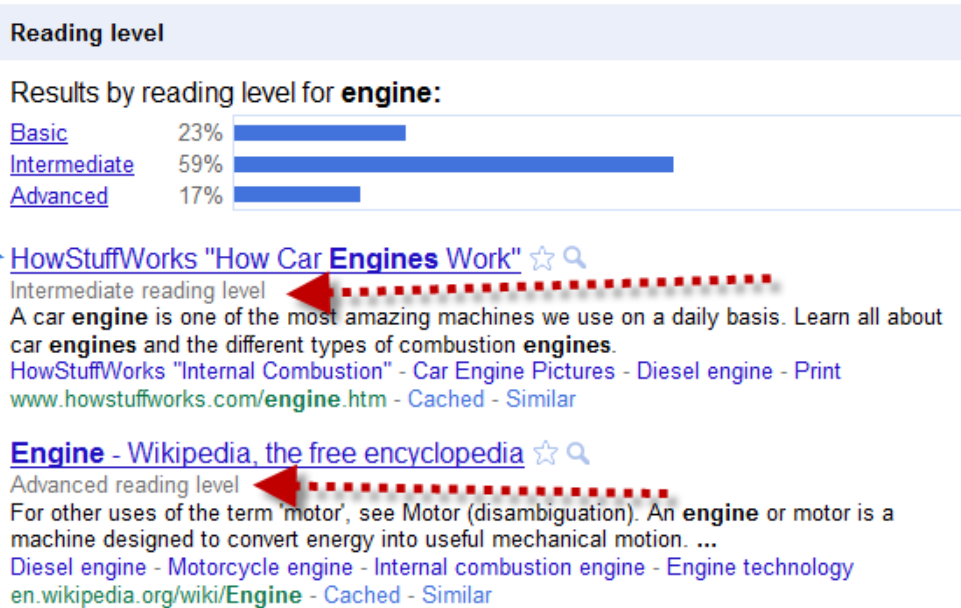 Reading level
Results by reading level for engine:
Basic 23%
Intermediate 59%
Advanced 17%
HowStuffWorks "How Car Engines Work"
Intermediate reading level
A car engine is one of the most amazing machines we use on a daily basis. Learn all about
car engines and the different types of combustion engines.
HowStuffWorks "Internal Combustion" - Car Engine Pictures - Diesel engine - Print
www.howstuffworks.com/engine.htm - Cached - Similar
Engine - Wikipedia, the free encyclopedia
Advanced reading level
For other uses of the term 'motor', see Motor (disambiguation). An engine or motor is a
machine designed to convert energy into useful mechanical motion. ...
Diesel engine - Motorcycle engine - Internal combustion engine - Engine technology
en.wikipedia.org/wiki/Engine - Cached - Similar